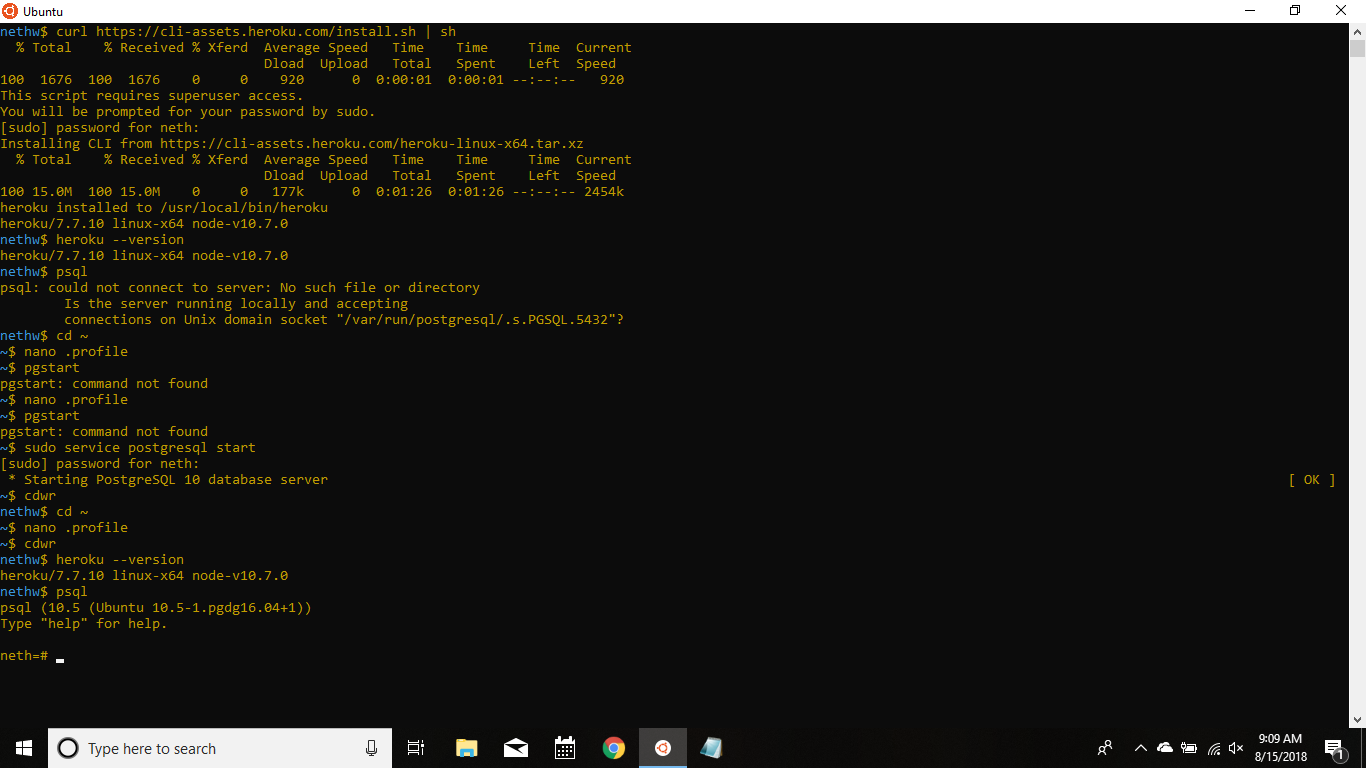 Ubuntu
nethw$ curl https://cli-assets.heroku.com/install.sh | sh
  % Total    % Received % Xferd  Average Speed   Time    Time     Time  Current
                                 Dload  Upload   Total   Spent    Left  Speed
100  1676  100  1676    0     0    920      0  0:00:01  0:00:01 --:--:--   920
This script requires superuser access.
You will be prompted for your password by sudo.
[sudo] password for neth:
Installing CLI from https://cli-assets.heroku.com/heroku-linux-x64.tar.xz
  % Total    % Received % Xferd  Average Speed   Time    Time     Time  Current
                                 Dload  Upload   Total   Spent    Left  Speed
100 15.0M  100 15.0M    0     0   177k      0  0:01:26  0:01:26 --:--:-- 2454k
heroku installed to /usr/local/bin/heroku
heroku/7.7.10 linux-x64 node-v10.7.0
nethw$ heroku --version
heroku/7.7.10 linux-x64 node-v10.7.0
nethw$ psql
psql: could not connect to server: No such file or directory
        Is the server running locally and accepting
        connections on Unix domain socket "/var/run/postgresql/.s.PGSQL.5432"?
nethw$ cd ~
~$ nano .profile
~$ pgstart
pgstart: command not found
~$ nano .profile
~$ pgstart
pgstart: command not found
~$ sudo service postgresql start
[sudo] password for neth:
 * Starting PostgreSQL 10 database server [ OK ]
~$ cdwr
nethw$ cd ~
~$ nano .profile
~$ cdwr
nethw$ heroku --version
heroku/7.7.10 linux-x64 node-v10.7.0
nethw$ psql
psql (10.5 (Ubuntu 10.5-1.pgdg16.04+1))
Type "help" for help.
neth=#
Type here to search
9:09 AM
8/15/2018
1